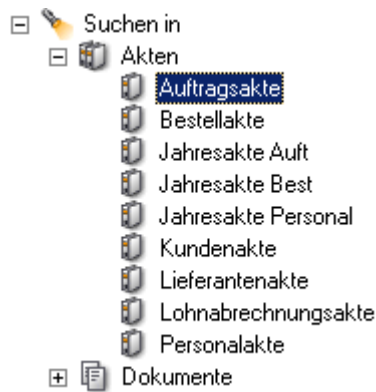 Suchen in
Akten
Auftragsakte
Bestellakte
Jahresakte Auft
Jahresakte Best
Jahresakte Personal
Kundenakte
Lieferantenakte
Lohnabrechnungsakte
Personalakte
Dokumente